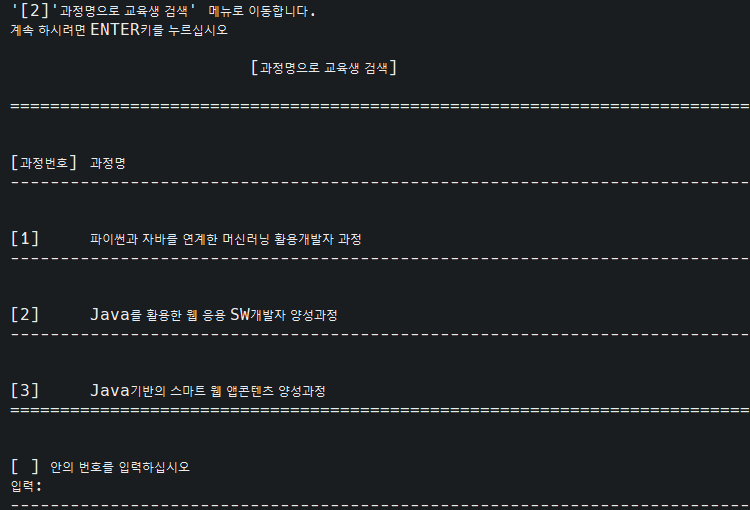 '[2]'과정명으로 교육생 검색' 메뉴로 이동합니다.
계속 하시려면 ENTER키를 누르십시오
[과정명으로 교육생 검색]
==========================================================================
[과정번호] 과정명
--------------------------------------------------------------------------
[1] 파이썬과 자바를 연계한 머신러닝 활용개발자 과정
--------------------------------------------------------------------------
[2] Java를 활용한 웹 응용 SW개발자 양성과정
--------------------------------------------------------------------------
[3] Java기반의 스마트 웹 앱콘텐츠 양성과정
==========================================================================
[ ] 안의 번호를 입력하십시오
입력:
--------------------------------------------------------------------------